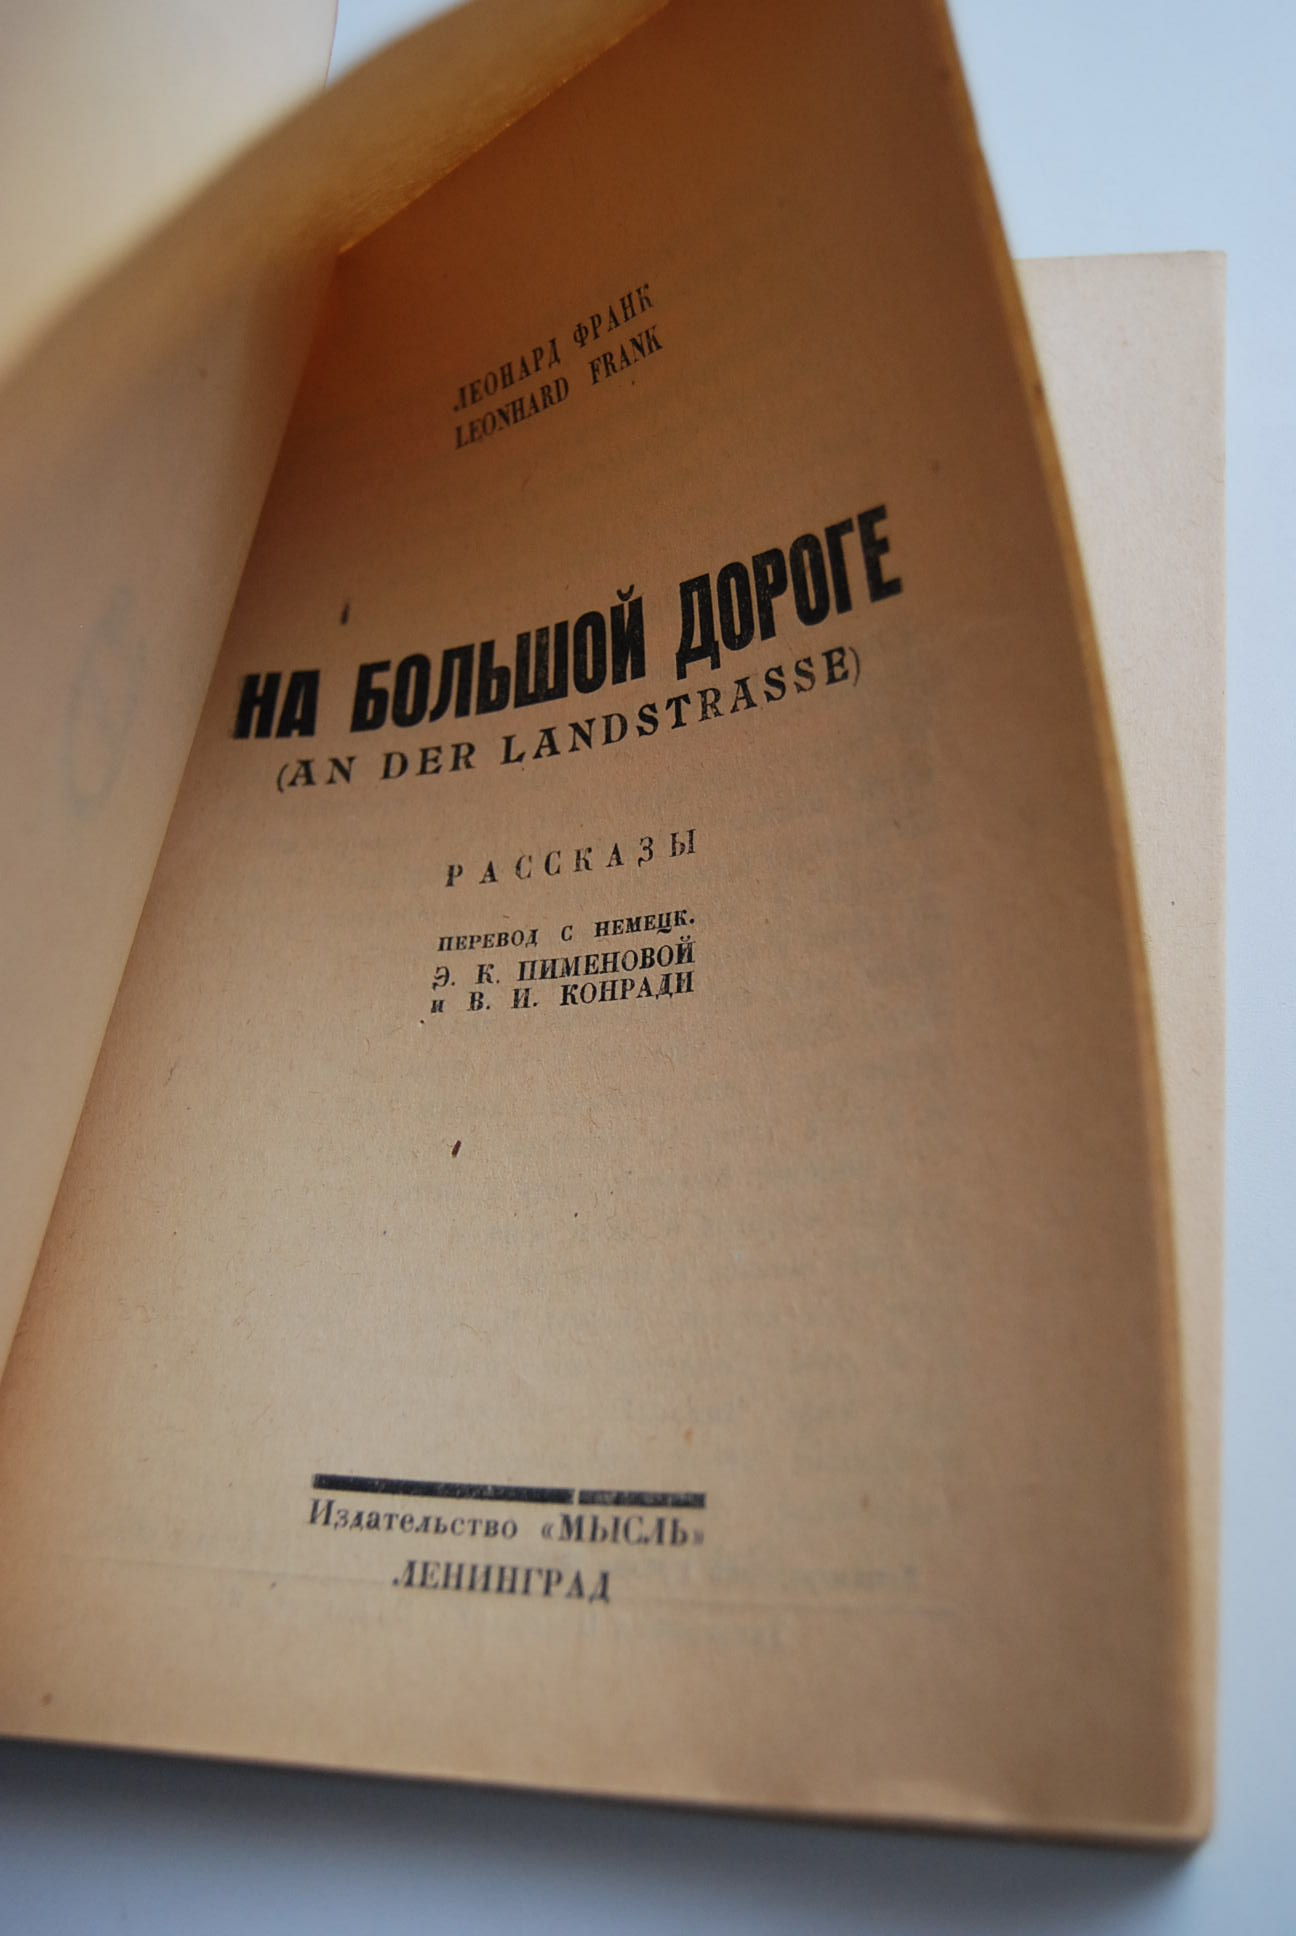 ЛЕОНАРД ФРАНК
LEONHARD FRANK
НА БОЛЬШОЙ ДОРОГЕ
(AN DER LANDSTRASSE)
РАССКАЗЫ
ПЕРЕВОД С НЕМЕЦК.
Э. К. ПИМЕНОВОЙ
и В. И. КОНРАДИ
Издательство «МЫСЛЬ»
ЛЕНИНГРАД